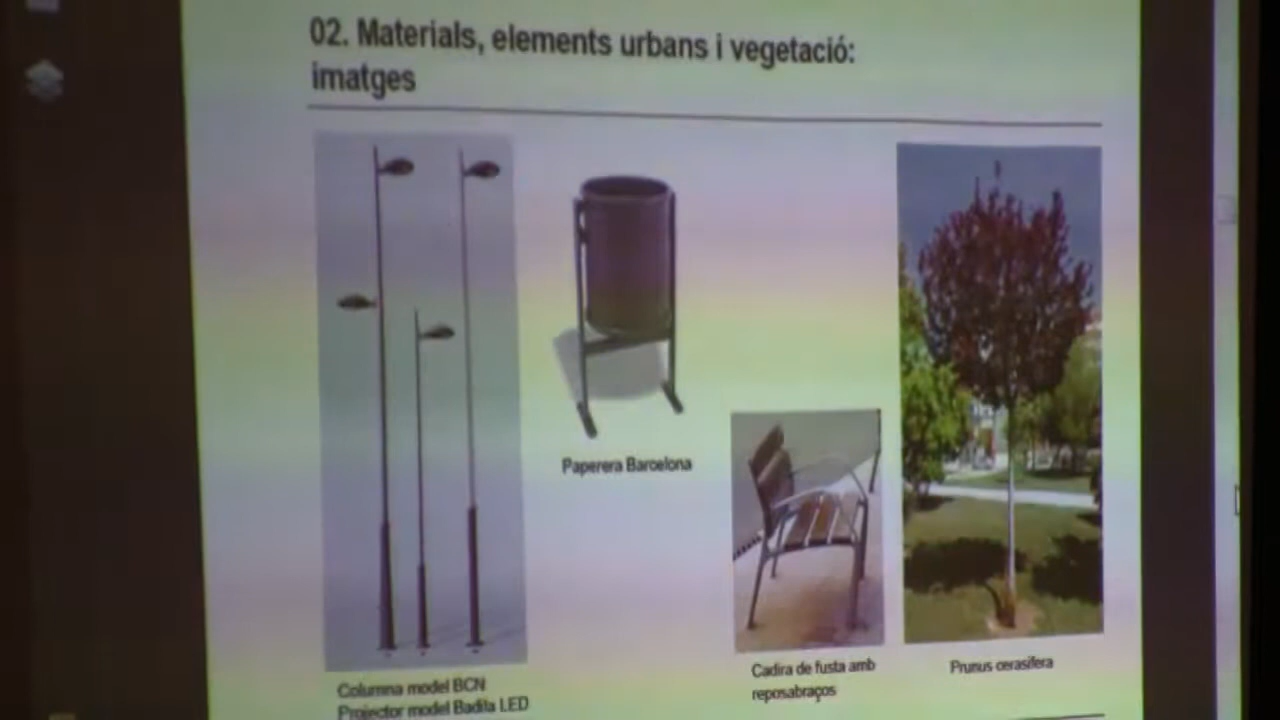 02. Materials, elements urbans i vegetació:
imatges
Paperera Barcelona
Cadira de fusta amb
reposabraços
Prunus cerasifera
Columna model BCN
Projector model Badila LED